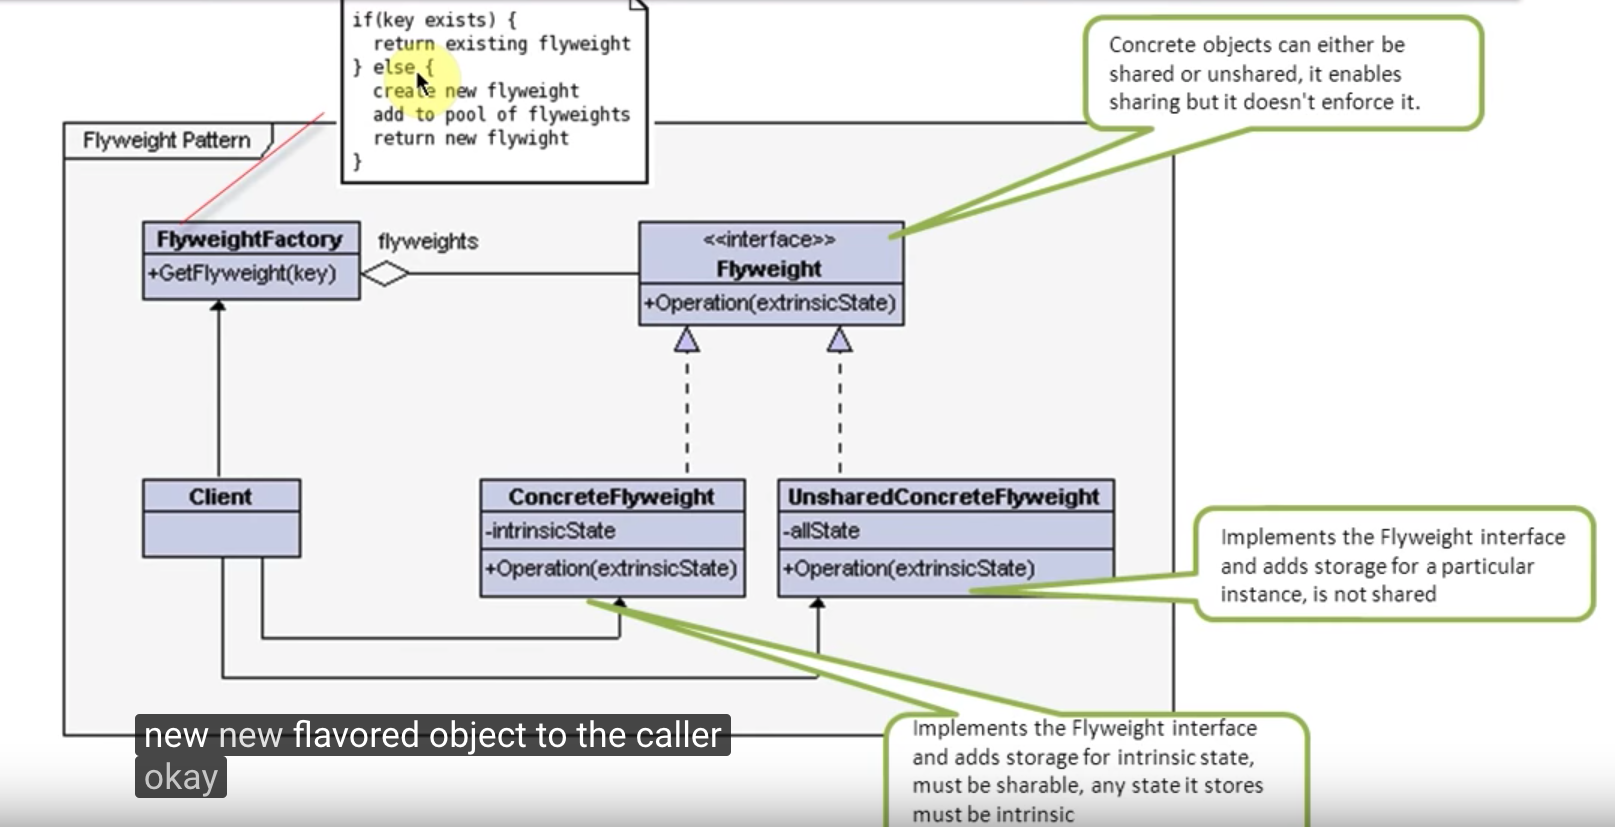 if(key exists) {
return existing flyweight
} else {
create new flyweight
add to pool of flyweights
return new flywight
}
Concrete objects can either be
shared or unshared, it enables
sharing but it doesn't enforce it.
Flyweight Pattern
FlyweightFactory
+GetFlyweight(key)
flyweights
<<interface>>
Flyweight
+Operation(extrinsicState)
Client
ConcreteFlyweight
-intrinsicState
+Operation(extrinsicState)
UnsharedConcreteFlyweight
-allState
+Operation(extrinsicState)
Implements the Flyweight interface
and adds storage for a particular
instance, is not shared
Implements the Flyweight interface
and adds storage for intrinsic state,
must be sharable, any state it stores
must be intrinsic
new new flavored object to the caller
okay